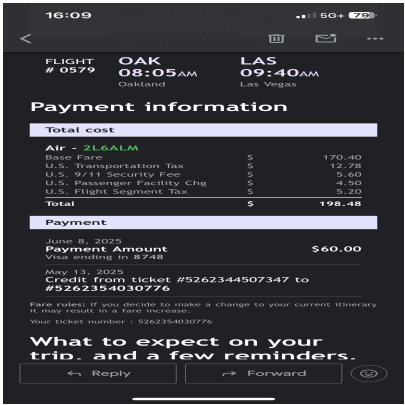 16:09
5G+ 79
FLIGHT OAK LAS
# 0579 08:05AM 09:40AM
Oakland Las Vegas
Payment information
Total cost
Air - 2L6ALM
Base Fare $ 170.40
U.S. Transportation Tax $ 12.78
U.S. 9/11 Security Fee $ 5.60
U.S. Passenger Facility Chg $ 4.50
U.S. Flight Segment Tax $ 5.20
Total $ 198.48
Payment
June 8, 2025
Payment Amount $60.00
Visa ending in 8748
May 13, 2025
Credit from ticket #5262344507347 to
#5262354030776
Fare rules: If you decide to make a change to your current itinerary
it may result in a fare increase.
Your ticket number : 5262354030776
What to expect on your
trip, and a few reminders.
Reply Forward